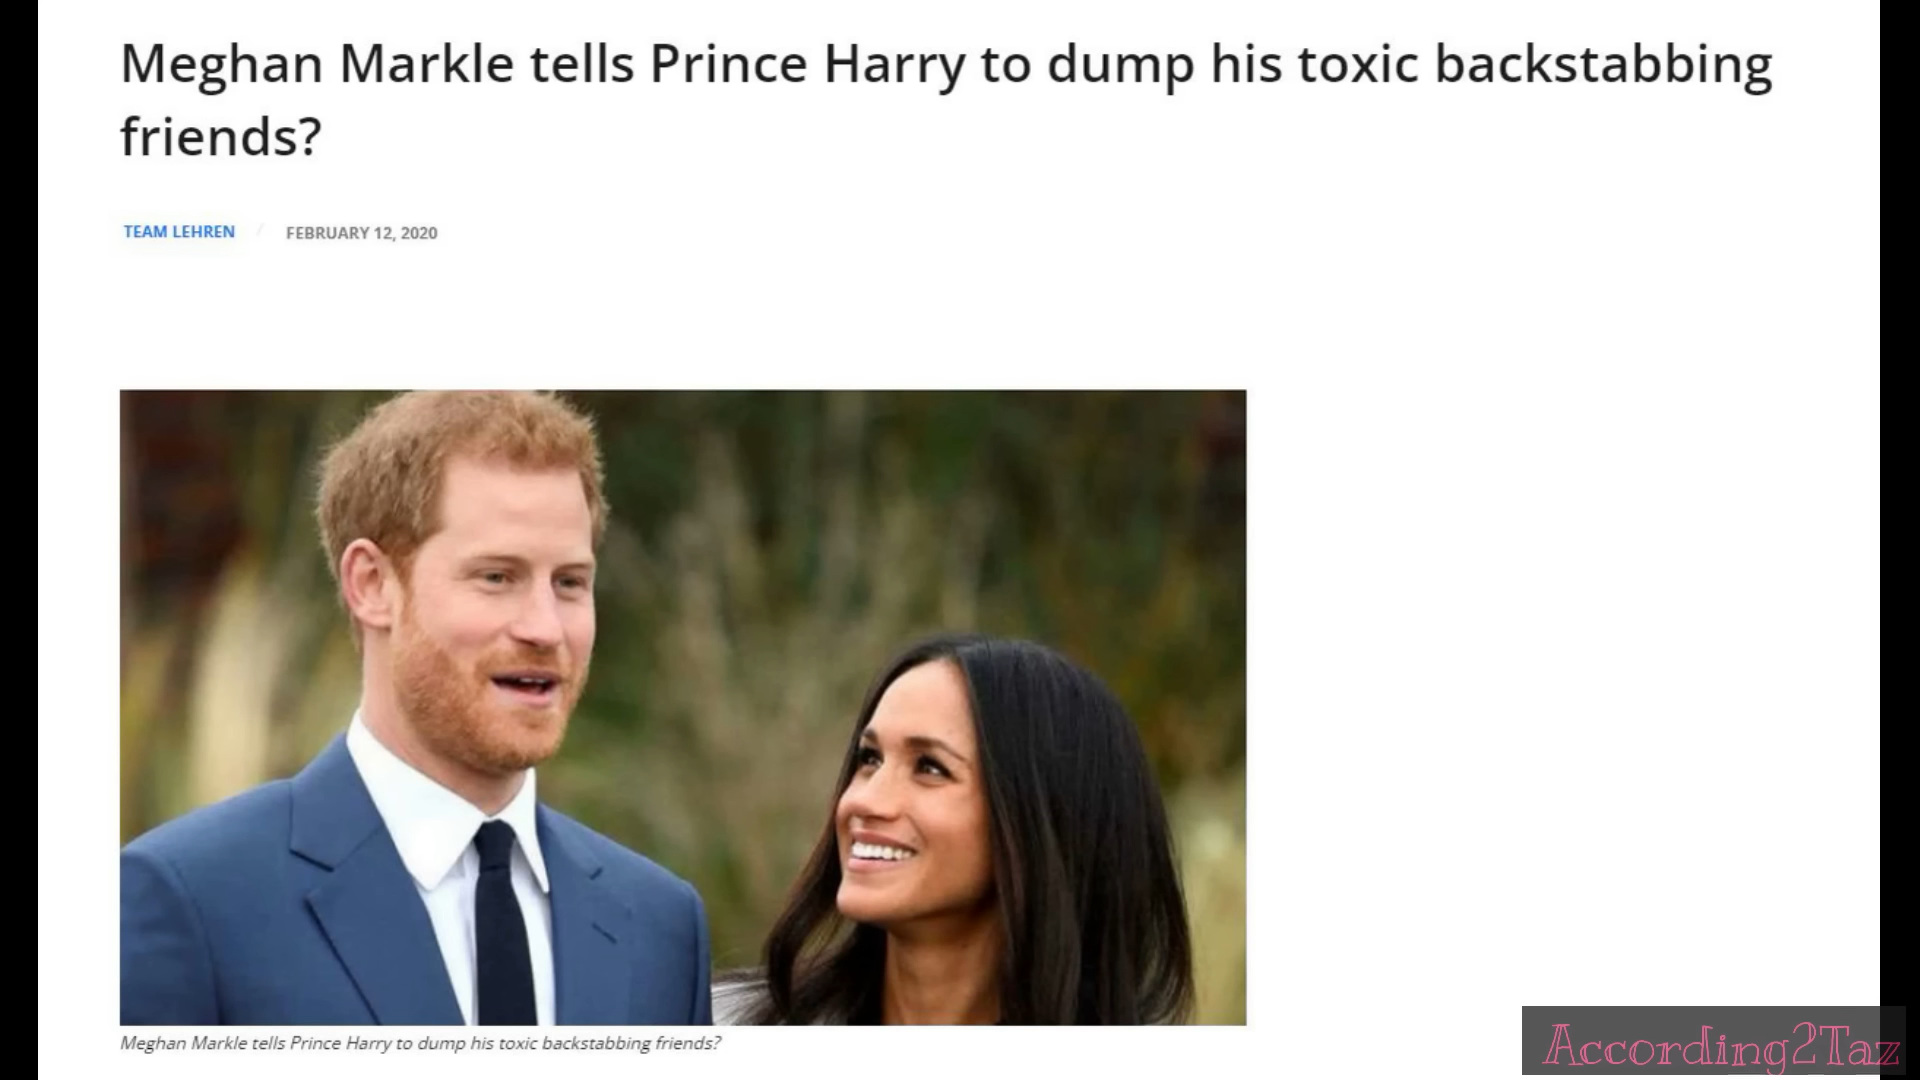 Meghan Markle tells Prince Harry to dump his toxic backstabbing
friends?
TEAM LEHREN / FEBRUARY 12, 2020
Meghan Markle tells Prince Harry to dump his toxic backstabbing friends?
According2Taz